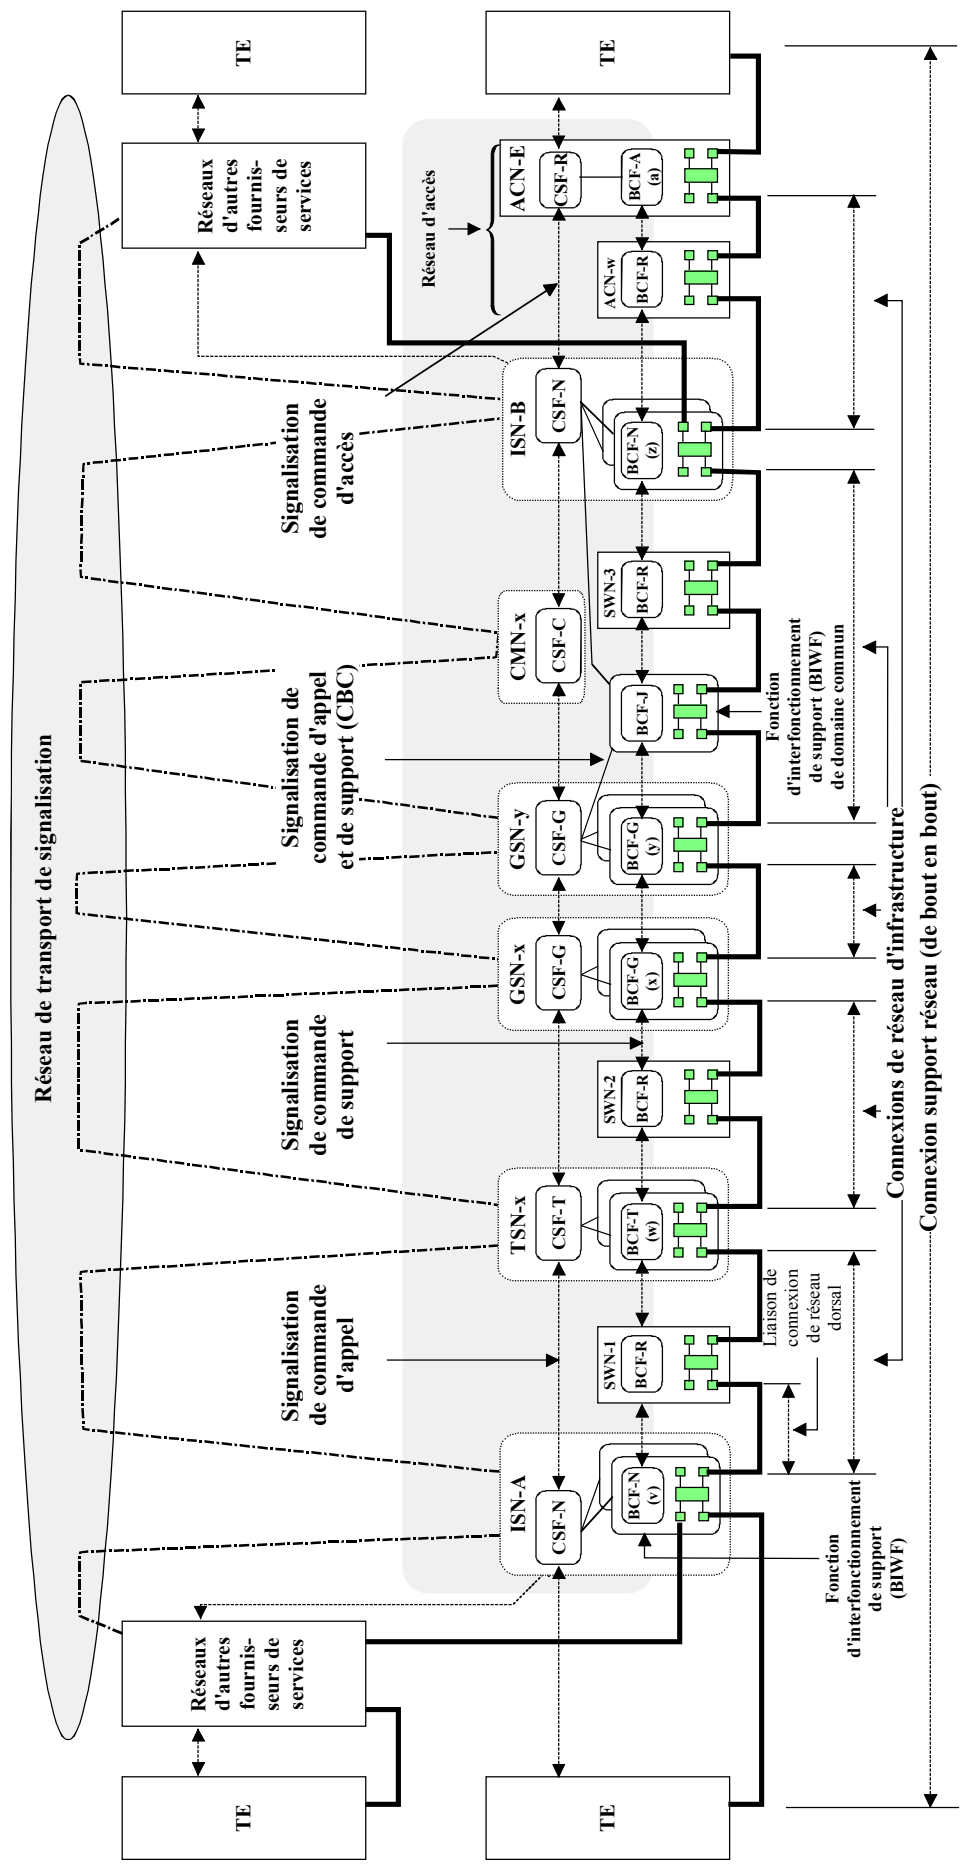 Réseau de transport de signalisation
TE
Réseaux
d'autres
fournis-
seurs de
services
Signalisation
de commande
d'appel
Signalisation
de commande
de support
Signalisation de
commande d'appel
et de support (CBC)
Signalisation
de commande
d'accès
Réseaux
d'autres
fournis-
seurs de
services
TE
Réseau d'accès
TE
ISN-A
CSF-N
BCF-N
(v)
SWN-1
BCF-R
TSN-x
CSF-T
BCF-T
(w)
SWN-2
BCF-R
GSN-x
CSF-G
BCF-G
(x)
GSN-y
CSF-G
BCF-G
(y)
BCF-J
CMN-x
CSF-C
SWN-3
BCF-R
ISN-B
CSF-N
BCF-N
(z)
ACN-w
BCF-R
ACN-E
CSF-R
BCF-A
(a)
TE
Fonction
d'interfonctionnement
de support
(BIWF)
Liaison de
connexion
de réseau
dorsal
Fonction
d'interfonctionnement
de support (BIWF)
de domaine commun
Connexions de réseau d'infrastructure
Connexion support réseau (de bout en bout)